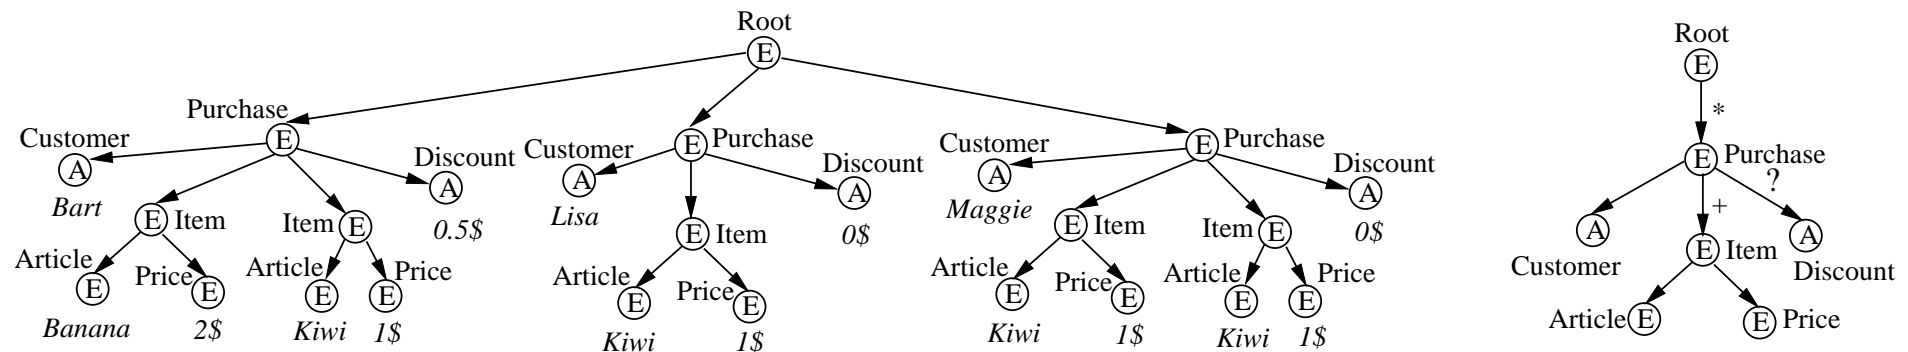 Root
E
Purchase
E
Customer
A
Bart
Discount
A
0.5$
E Item
Item E
Article
E
Banana
Price
E
2$
Article
E
Kiwi
Price
E
1$
E Purchase
Customer
A
Lisa
Discount
A
0$
E Item
Article
E
Kiwi
Price
E
1$
E Purchase
Customer
A
Maggie
Discount
A
0$
E Item
Item E
Article
E
Kiwi
Price
E
1$
Article
E
Kiwi
Price
E
1$
Root
E
*
E Purchase
?
+
A
Customer
E Item
A
Discount
Article E
E Price